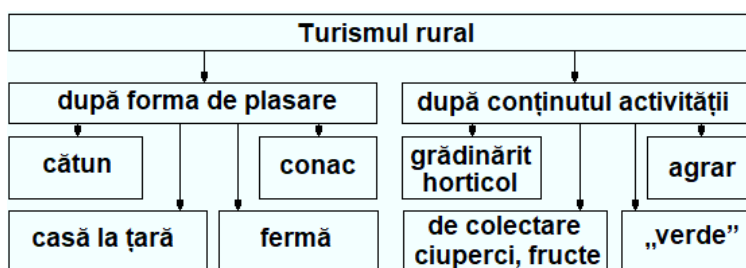 Turismul rural
după forma de plasare
după conținutul activității
cătun
conac
grădinărit
horticol
agrar
casă la țară
fermă
de colectare
ciuperci, fructe
„verde”